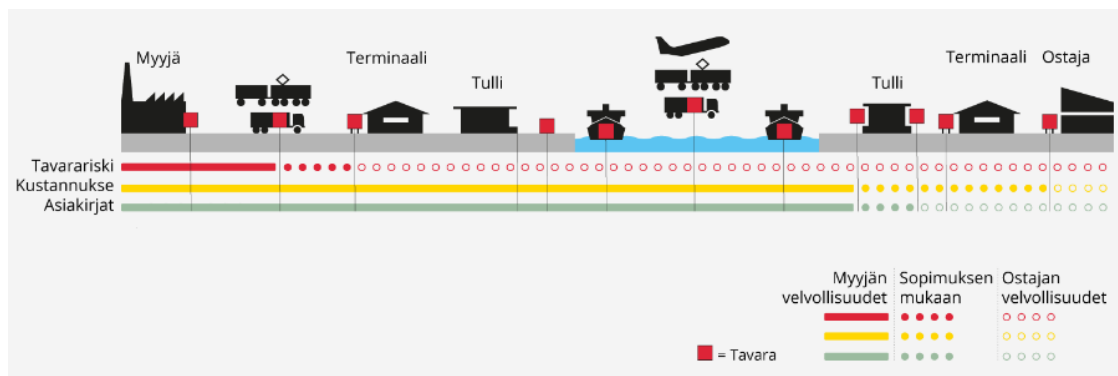 Myyjä
Terminaali
Tulli
Tulli
Terminaali
Ostaja
Tavarariski
Kustannukse
Asiakirjat
Myyjän velvollisuudet
Sopimuksen mukaan
Ostajan velvollisuudet
= Tavara